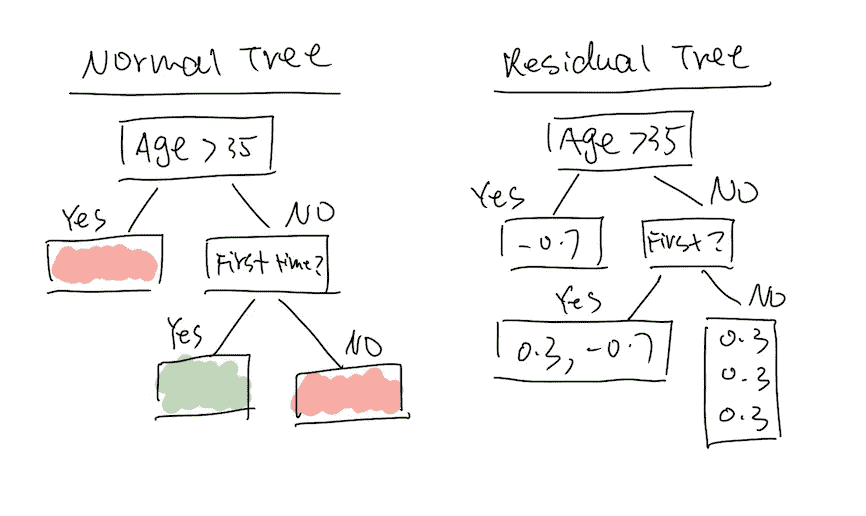 Normal Tree
Age > 35
Yes
NO
First time?
Yes
NO
Residual Tree
Age >35
Yes
NO
-0.7
First?
Yes
NO
0.3, -0.7
0.3
0.3
0.3